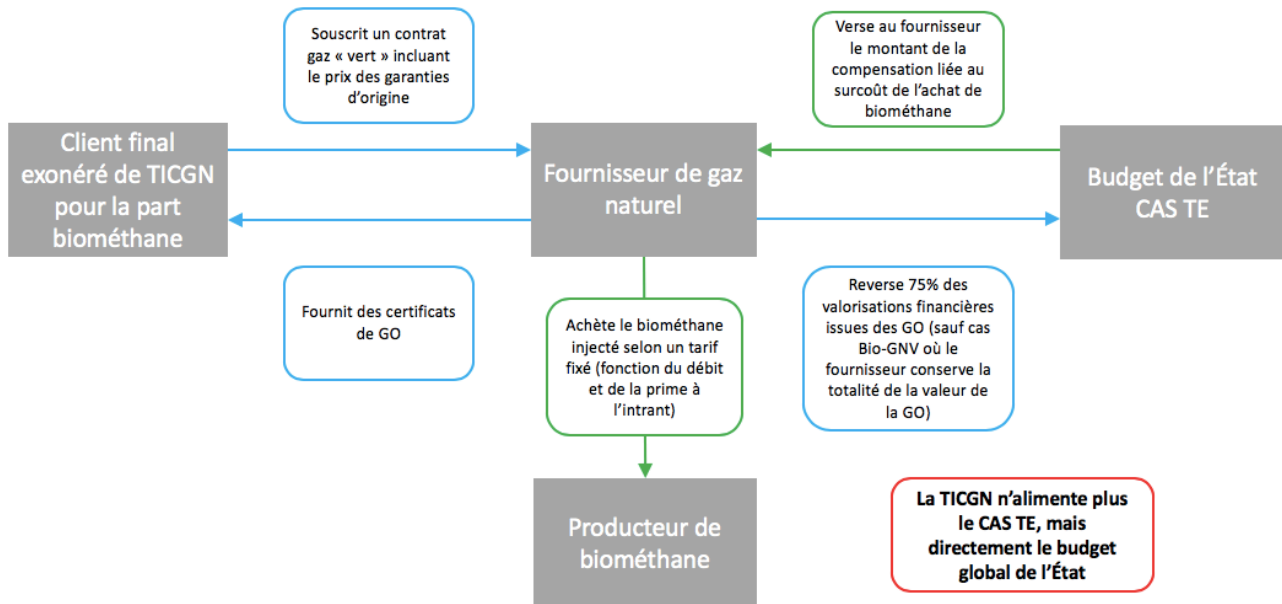 Souscrit un contrat
gaz « vert » incluant
le prix des garanties
d’origine
Verse au fournisseur
le montant de la
compensation liée au
surcoût de l’achat de
biométhane
Client final
exonéré de TICGN
pour la part
biométhane
Fournisseur de gaz
naturel
Budget de l’État
CAS TE
Fournit des certificats
de GO
Achète le biométhane
injecté selon un tarif
fixé (fonction du débit
et de la prime à
l’intrant)
Reverse 75% des
valorisations financières
issues des GO (sauf cas
Bio-GNV où le
fournisseur conserve la
totalité de la valeur de
la GO)
Producteur de
biométhane
La TICGN n’alimente plus
le CAS TE, mais
directement le budget
global de l’État